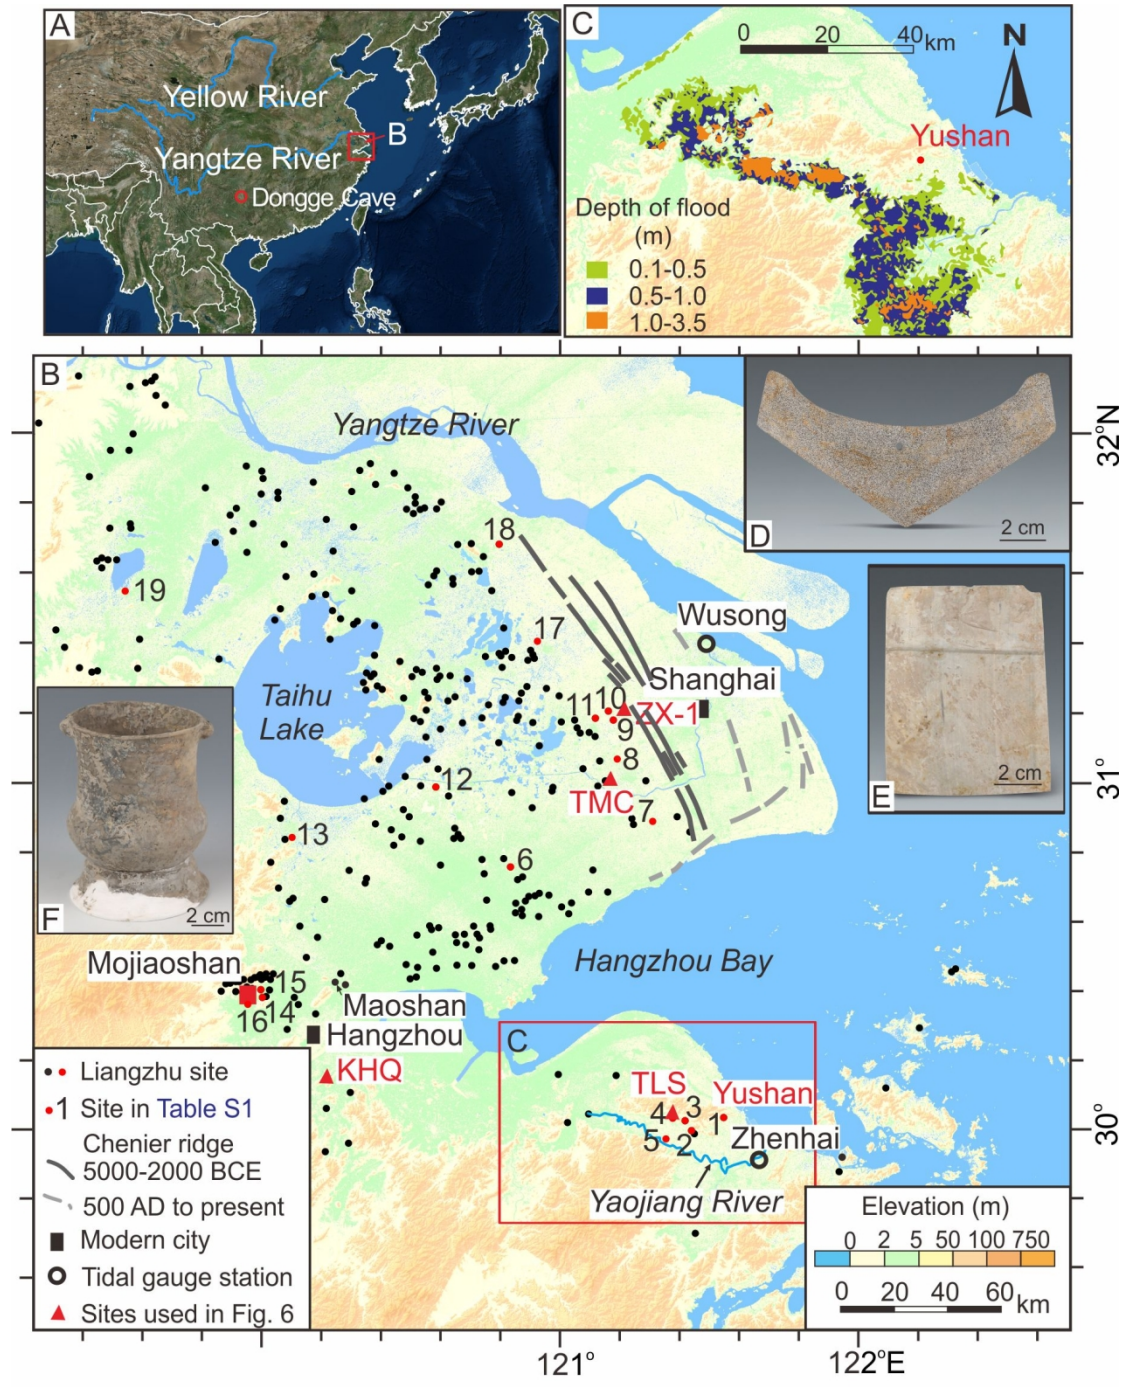 A
Yellow River
B
Yangtze River
Dongge Cave
C
0 20 40 km
N
Yushan
Depth of flood
(m)
0.1-0.5
0.5-1.0
1.0-3.5
B
Yangtze River
32°N
D
2 cm
18
19
17
Wusong
Shanghai
Taihu
Lake
11
10
ZX-1
9
8
E
2 cm
31°
12
TMC
7
13
6
F
2 cm
Mojiaoshan
Hangzhou Bay
15
14
16
Maoshan
Hangzhou
C
KHQ
TLS
Yushan
4
3
1
5
2
Zhenhai
30°
Yaojiang River
Liangzhu site
1 Site in Table S1
Chenier ridge
5000-2000 BCE
500 AD to present
Modern city
Tidal gauge station
Sites used in Fig. 6
Elevation (m)
0 2 5 50 100 750
0 20 40 60 km
121°
122°E